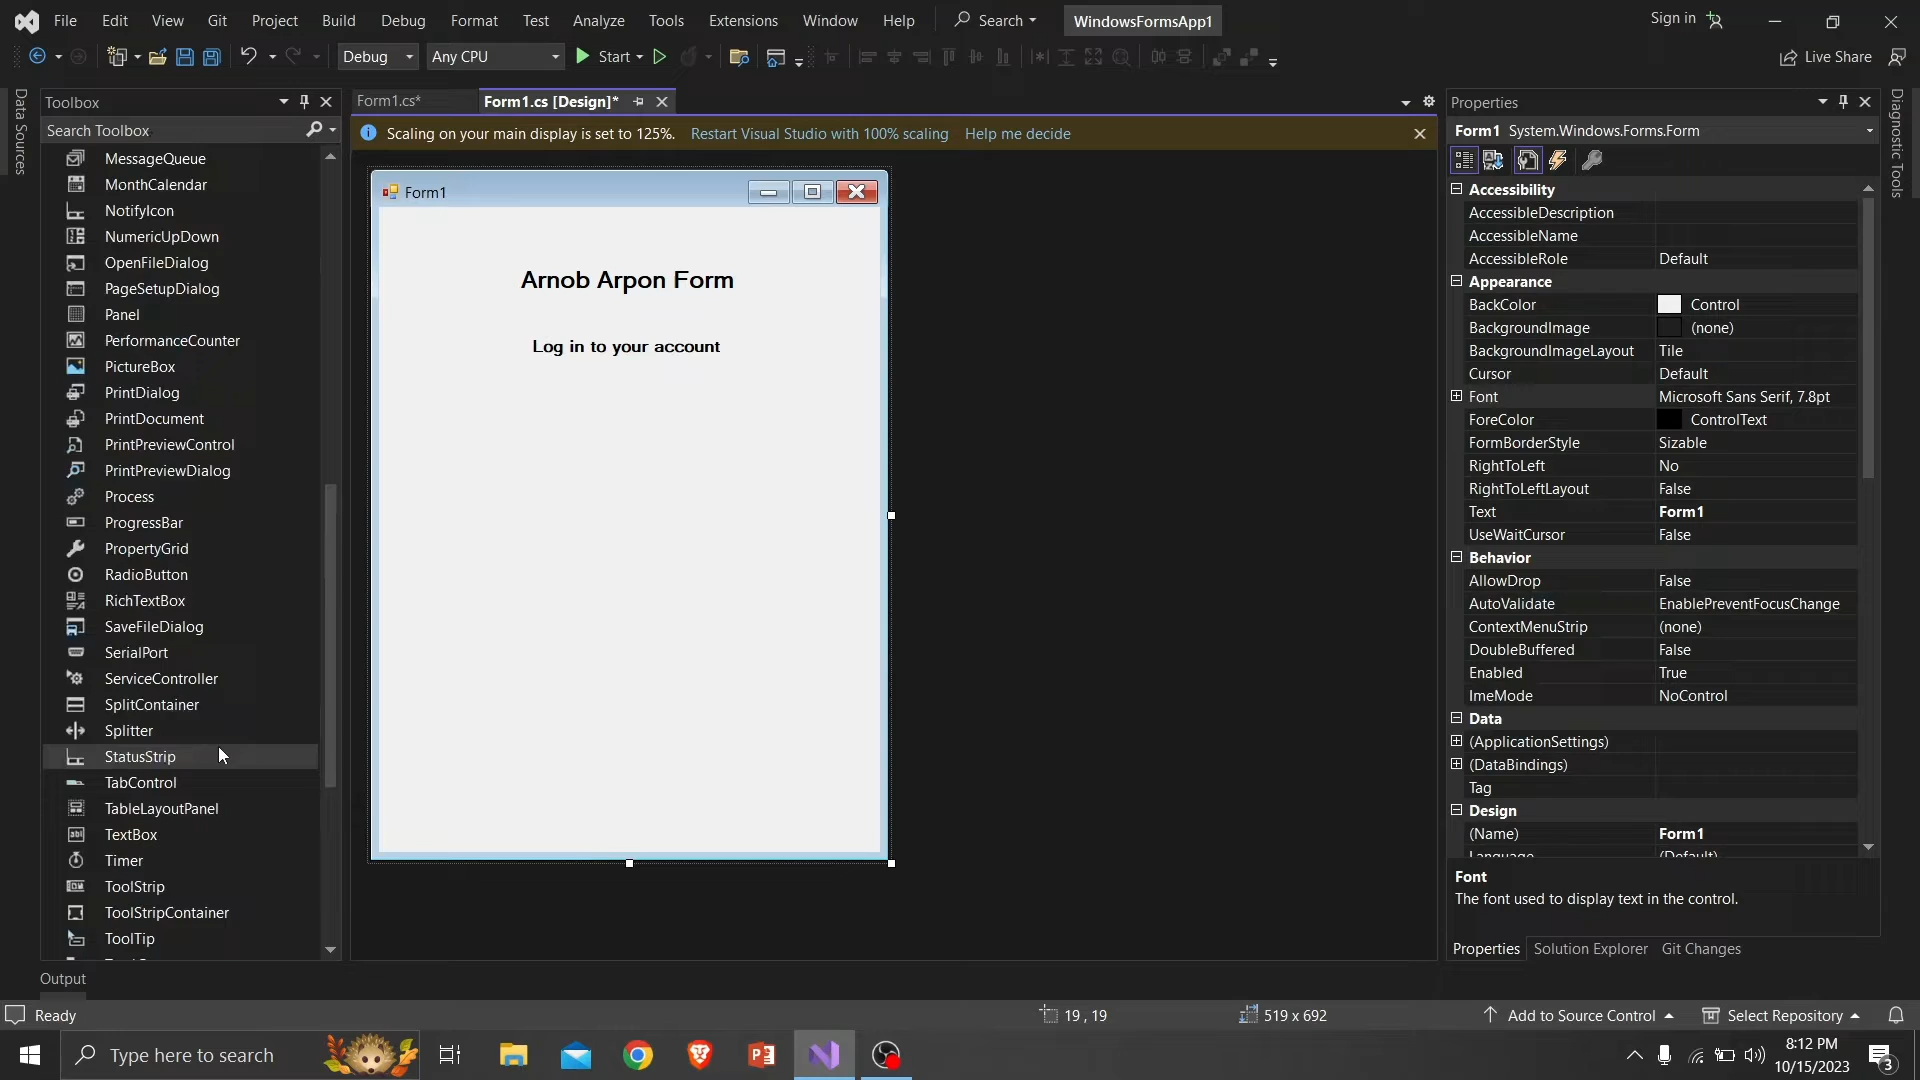 File Edit View Git Project Build Debug Format Test Analyze Tools Extensions Window Help Search WindowsFormsApp1 Sign in
Debug Any CPU Start Live Share
Data Sources
Toolbox
Search Toolbox
MessageQueue
MonthCalendar
NotifyIcon
NumericUpDown
OpenFileDialog
PageSetupDialog
Panel
PerformanceCounter
PictureBox
PrintDialog
PrintDocument
PrintPreviewControl
PrintPreviewDialog
Process
ProgressBar
PropertyGrid
RadioButton
RichTextBox
SaveFileDialog
SerialPort
ServiceController
SplitContainer
Splitter
StatusStrip
TabControl
TableLayoutPanel
TextBox
Timer
ToolStrip
ToolStripContainer
ToolTip
Output
Form1.cs* Form1.cs [Design]*
Scaling on your main display is set to 125%. Restart Visual Studio with 100% scaling Help me decide
Form1
Arnob Arpon Form
Log in to your account
Properties
Form1 System.Windows.Forms.Form
Accessibility
AccessibleDescription
AccessibleName
AccessibleRole Default
Appearance
BackColor Control
BackgroundImage (none)
BackgroundImageLayout Tile
Cursor Default
Font Microsoft Sans Serif, 7.8pt
ForeColor ControlText
FormBorderStyle Sizable
RightToLeft No
RightToLeftLayout False
Text Form1
UseWaitCursor False
Behavior
AllowDrop False
AutoValidate EnablePreventFocusChange
ContextMenuStrip (none)
DoubleBuffered False
Enabled True
ImeMode NoControl
Data
(ApplicationSettings)
(DataBindings)
Tag
Design
(Name) Form1
Language (Default)
Font
The font used to display text in the control.
Properties Solution Explorer Git Changes
Diagnostic Tools
Ready 19 , 19 519 x 692 Add to Source Control Select Repository
Type here to search
8:12 PM
10/15/2023
3